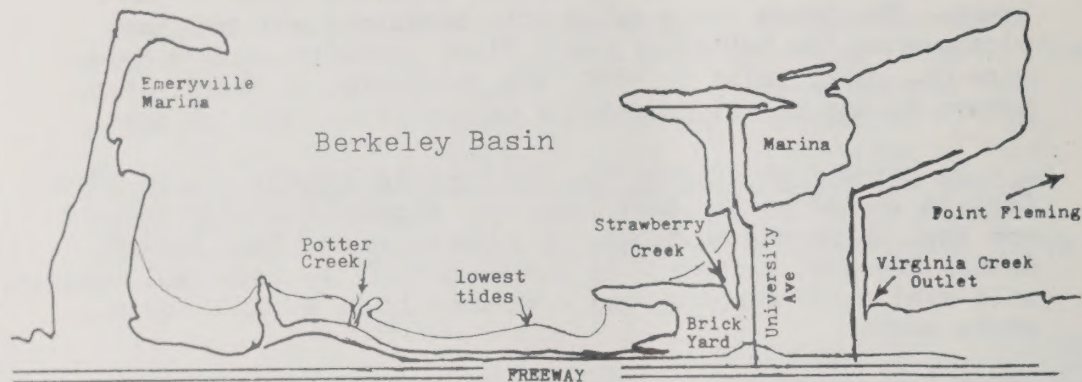 Emeryville
Marina
Berkeley Basin
Marina
Point Fleming
Strawberry
Creek
Potter
Creek
lowest
tides
University
Ave
Virginia Creek
Outlet
Brick
Yard
FREEWAY